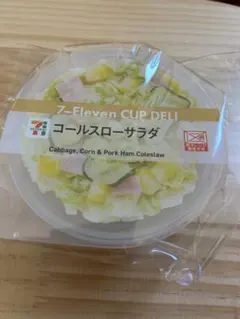 7-Eleven CUP DELI
コールスローサラダ
Cabbage, Corn & Pork Ham Coleslaw